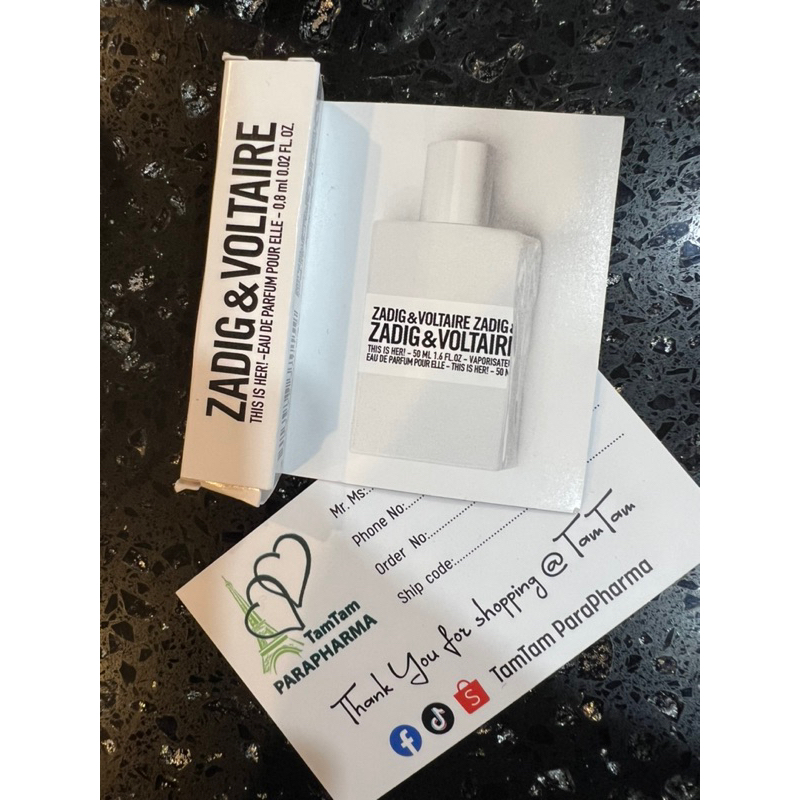 ZADIG & VOLTAIRE
THIS IS HER! – EAU DE PARFUM POUR ELLE – 0,8 ml 0.02 FL. OZ.
ZADIG & VOLTAIRE ZADIG &
ZADIG & VOLTAIRE
THIS IS HER! – 50 ML 1.6 FL.OZ – VAPORISATE
EAU DE PARFUM POUR ELLE – THIS IS HER! – 50 M
Mr. Ms:
Phone No:
Order No:
Ship code:
TamTam
PARAPHARMA
Thank You for shopping @ TamTam
TamTam ParaPharma